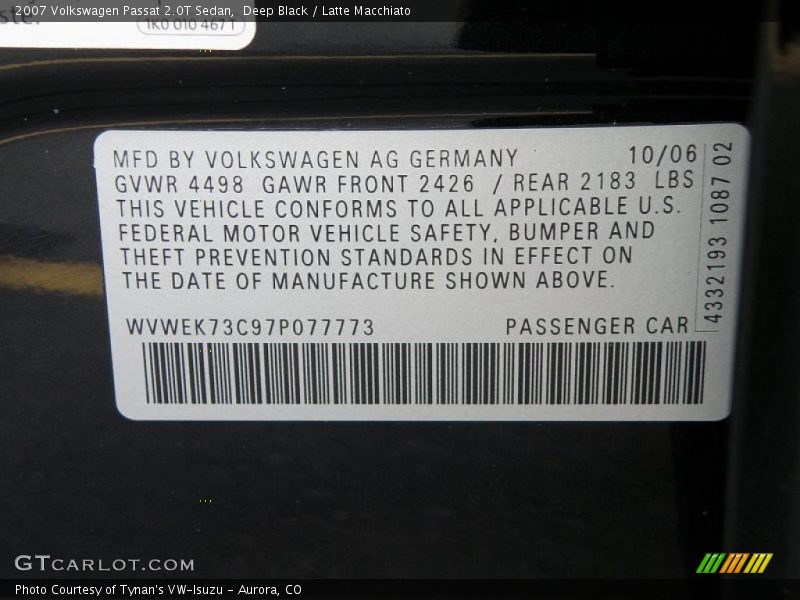 2007 Volkswagen Passat 2.0T Sedan, Deep Black / Latte Macchiato
1K0 010 467 T
MFD BY VOLKSWAGEN AG GERMANY 10/06
GVWR 4498 GAWR FRONT 2426 / REAR 2183 LBS
THIS VEHICLE CONFORMS TO ALL APPLICABLE U.S.
FEDERAL MOTOR VEHICLE SAFETY, BUMPER AND
THEFT PREVENTION STANDARDS IN EFFECT ON
THE DATE OF MANUFACTURE SHOWN ABOVE.
WVWEK73C97P077773 PASSENGER CAR
4332193 1087 02
GTCARLOT.COM
Photo Courtesy of Tynan's VW-Isuzu - Aurora, CO